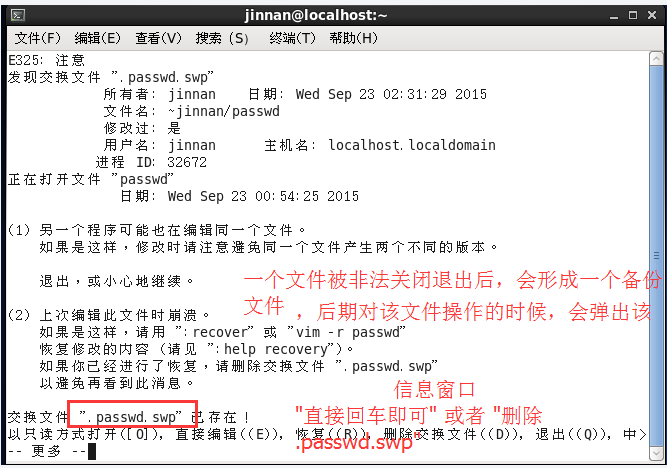 jinnan@localhost:~
文件(F) 编辑(E) 查看(V) 搜索 (S) 终端(T) 帮助(H)
E325: 注意
发现交换文件 ".passwd.swp"
所有者: jinnan 日期: Wed Sep 23 02:31:29 2015
文件名: ~jinnan/passwd
修改过: 是
用户名: jinnan 主机名: localhost.localdomain
进程 ID: 32672
正在打开文件 "passwd"
日期: Wed Sep 23 00:54:25 2015
(1) 另一个程序可能也在编辑同一个文件。
如果是这样，修改时请注意避免同一个文件产生两个不同的版本。
退出，或小心地继续。
一个文件被非法关闭退出后，会形成一个备份
文件 ，后期对该文件操作的时候，会弹出该
(2) 上次编辑此文件时崩溃。
如果是这样，请用 ":recover" 或 "vim -r passwd"
恢复修改的内容 (请见 ":help recovery")。
如果你已经进行了恢复，请删除交换文件 ".passwd.swp"
以避免再看到此消息。
信息窗口
"直接回车即可" 或者 "删除
.passwd.swp"
交换文件 ".passwd.swp" 已存在！
以只读方式打开([O]), 直接编辑((E)), 恢复((R)), 删除交换文件((D)), 退出((Q)), 中>
-- 更多 --